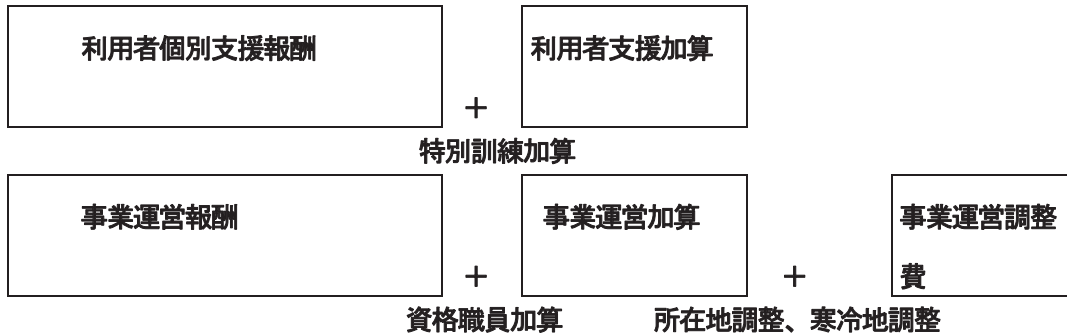 利用者個別支援報酬 利用者支援加算
＋
特別訓練加算
事業運営報酬 事業運営加算 事業運営調整
＋ ＋ 費
資格職員加算 所在地調整、寒冷地調整